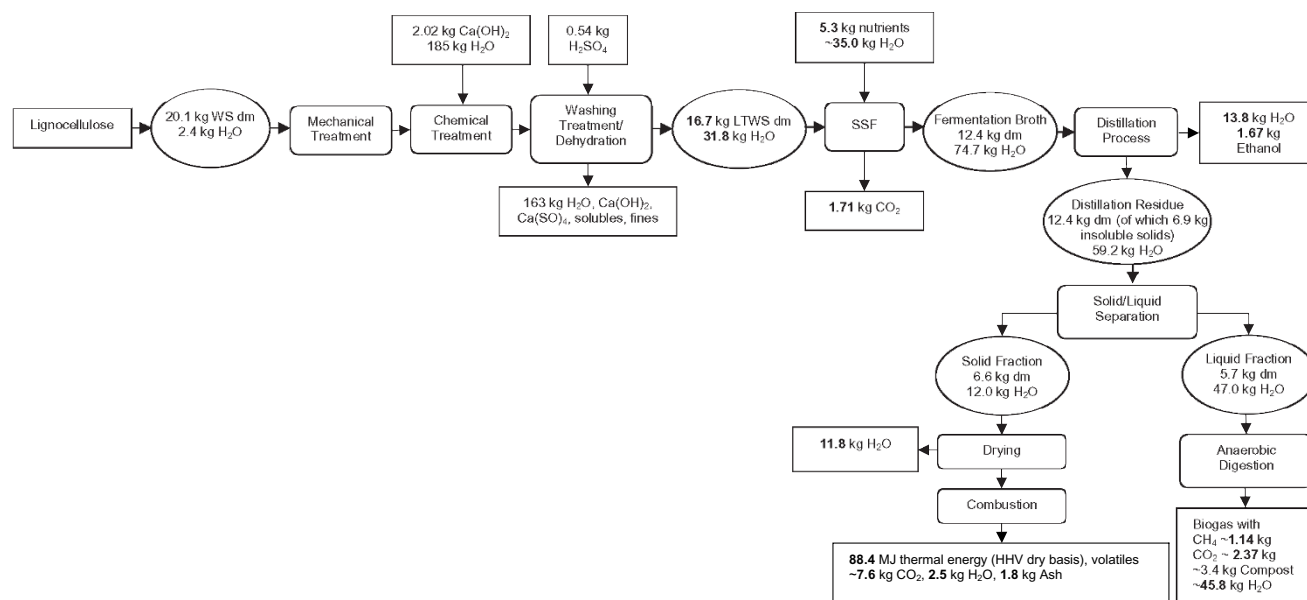 2.02 kg Ca(OH)₂
185 kg H₂O
0.54 kg
H₂SO₄
5.3 kg nutrients
~35.0 kg H₂O
Lignocellulose
20.1 kg WS dm
2.4 kg H₂O
Mechanical
Treatment
Chemical
Treatment
Washing
Treatment/
Dehydration
16.7 kg LTWS dm
31.8 kg H₂O
SSF
Fermentation Broth
12.4 kg dm
74.7 kg H₂O
Distillation
Process
13.8 kg H₂O
1.67 kg
Ethanol
163 kg H₂O, Ca(OH)₂,
Ca(SO)₄, solubles, fines
1.71 kg CO₂
Distillation Residue
12.4 kg dm (of which 6.9 kg
insoluble solids)
59.2 kg H₂O
Solid/Liquid
Separation
Solid Fraction
6.6 kg dm
12.0 kg H₂O
Liquid Fraction
5.7 kg dm
47.0 kg H₂O
11.8 kg H₂O
Drying
Anaerobic
Digestion
Combustion
88.4 MJ thermal energy (HHV dry basis), volatiles
~7.6 kg CO₂, 2.5 kg H₂O, 1.8 kg Ash
Biogas with
CH₄ ~1.14 kg
CO₂ ~ 2.37 kg
~3.4 kg Compost
~45.8 kg H₂O